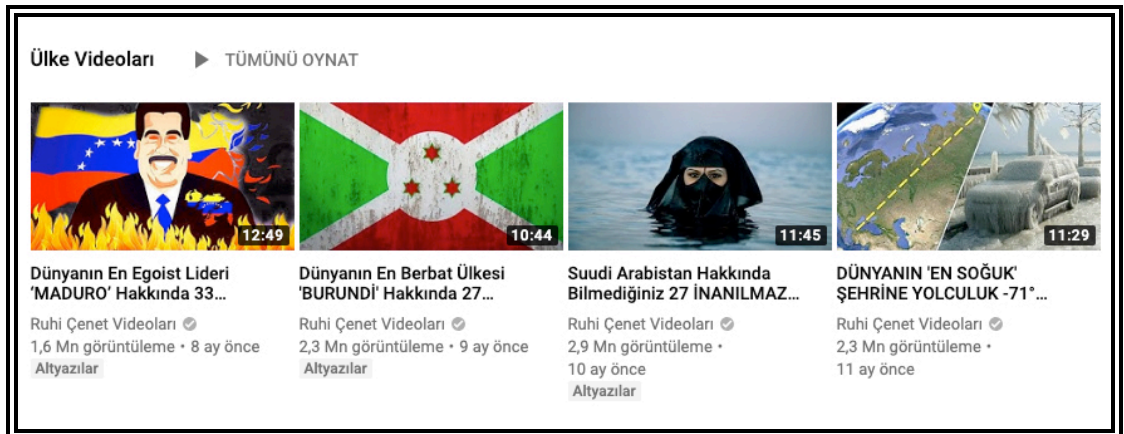 Ülke Videoları
TÜMÜNÜ OYNAT
12:49
Dünyanın En Egoist Lideri
‘MADURO’ Hakkında 33...
Ruhi Çenet Videoları
1,6 Mn görüntüleme • 8 ay önce
Altyazılar
10:44
Dünyanın En Berbat Ülkesi
'BURUNDİ' Hakkında 27...
Ruhi Çenet Videoları
2,3 Mn görüntüleme • 9 ay önce
Altyazılar
11:45
Suudi Arabistan Hakkında
Bilmediğiniz 27 İNANILMAZ...
Ruhi Çenet Videoları
2,9 Mn görüntüleme •
10 ay önce
Altyazılar
11:29
DÜNYANIN 'EN SOĞUK'
ŞEHRİNE YOLCULUK -71°...
Ruhi Çenet Videoları
2,3 Mn görüntüleme •
11 ay önce